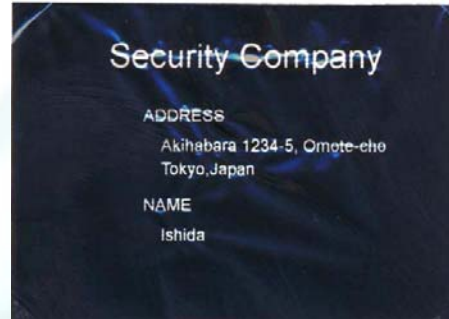 Security Company
ADDRESS
Akihabara 1234-5, Omote-cho
Tokyo,Japan
NAME
Ishida